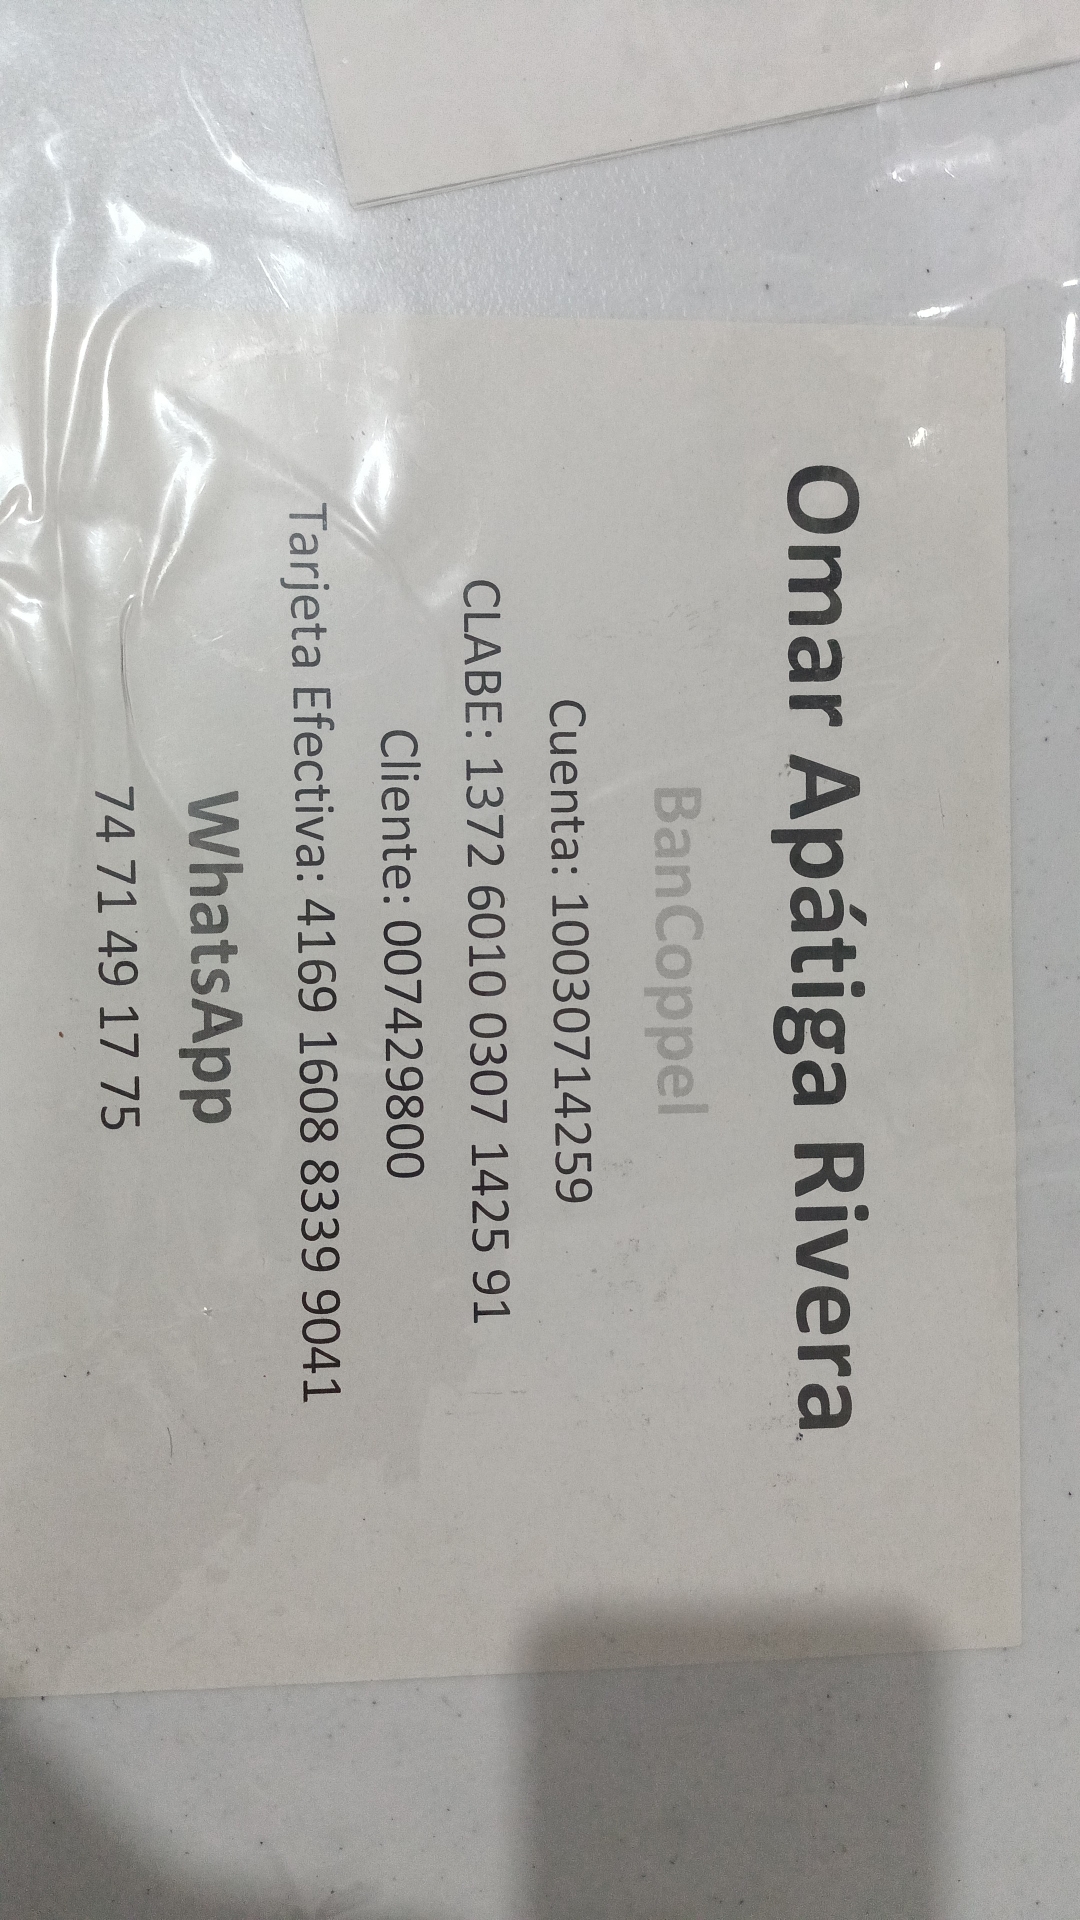 Omar Apátiga Rivera
BanCoppel
Cuenta: 10030714259
CLABE: 1372 6010 0307 1425 91
Cliente: 007429800
Tarjeta Efectiva: 4169 1608 8339 9041
WhatsApp
74 71 49 17 75